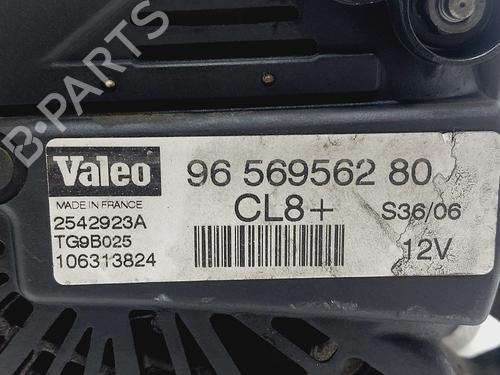 B-PARTS
Valeo
96 569562 80
MADE IN FRANCE
CL8+
S36/06
2542923A
TG9B025
12V
106313824